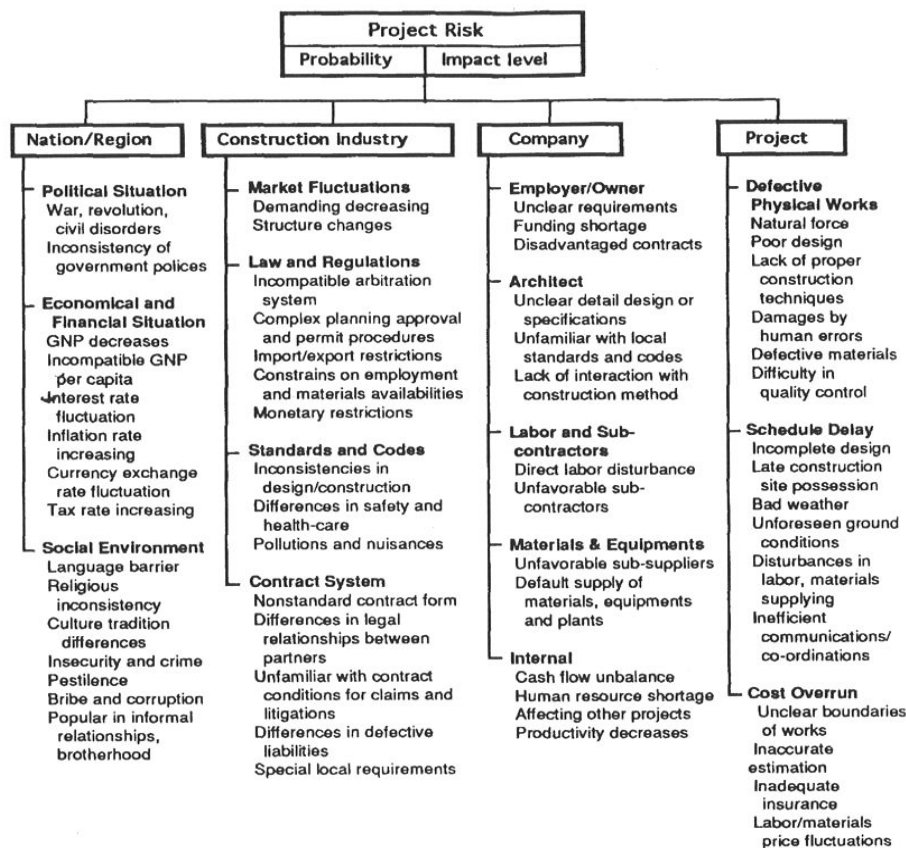 Project Risk
Probability
Impact level
Nation/Region
Political Situation
War, revolution,
civil disorders
Inconsistency of
government polices
Economical and
Financial Situation
GNP decreases
Incompatible GNP
per capita
Interest rate
fluctuation
Inflation rate
increasing
Currency exchange
rate fluctuation
Tax rate increasing
Social Environment
Language barrier
Religious
inconsistency
Culture tradition
differences
Insecurity and crime
Pestilence
Bribe and corruption
Popular in informal
relationships,
brotherhood
Construction Industry
Market Fluctuations
Demanding decreasing
Structure changes
Law and Regulations
Incompatible arbitration
system
Complex planning approval
and permit procedures
Import/export restrictions
Constrains on employment
and materials availabilities
Monetary restrictions
Standards and Codes
Inconsistencies in
design/construction
Differences in safety and
health-care
Pollutions and nuisances
Contract System
Nonstandard contract form
Differences in legal
relationships between
partners
Unfamiliar with contract
conditions for claims and
litigations
Differences in defective
liabilities
Special local requirements
Company
Employer/Owner
Unclear requirements
Funding shortage
Disadvantaged contracts
Architect
Unclear detail design or
specifications
Unfamiliar with local
standards and codes
Lack of interaction with
construction method
Labor and Sub-
contractors
Direct labor disturbance
Unfavorable sub-
contractors
Materials & Equipments
Unfavorable sub-suppliers
Default supply of
materials, equipments
and plants
Internal
Cash flow unbalance
Human resource shortage
Affecting other projects
Productivity decreases
Project
Defective
Physical Works
Natural force
Poor design
Lack of proper
construction
techniques
Damages by
human errors
Defective materials
Difficulty in
quality control
Schedule Delay
Incomplete design
Late construction
site possession
Bad weather
Unforeseen ground
conditions
Disturbances in
labor, materials
supplying
Inefficient
communications/
co-ordinations
Cost Overrun
Unclear boundaries
of works
Inaccurate
estimation
Inadequate
insurance
Labor/materials
price fluctuations